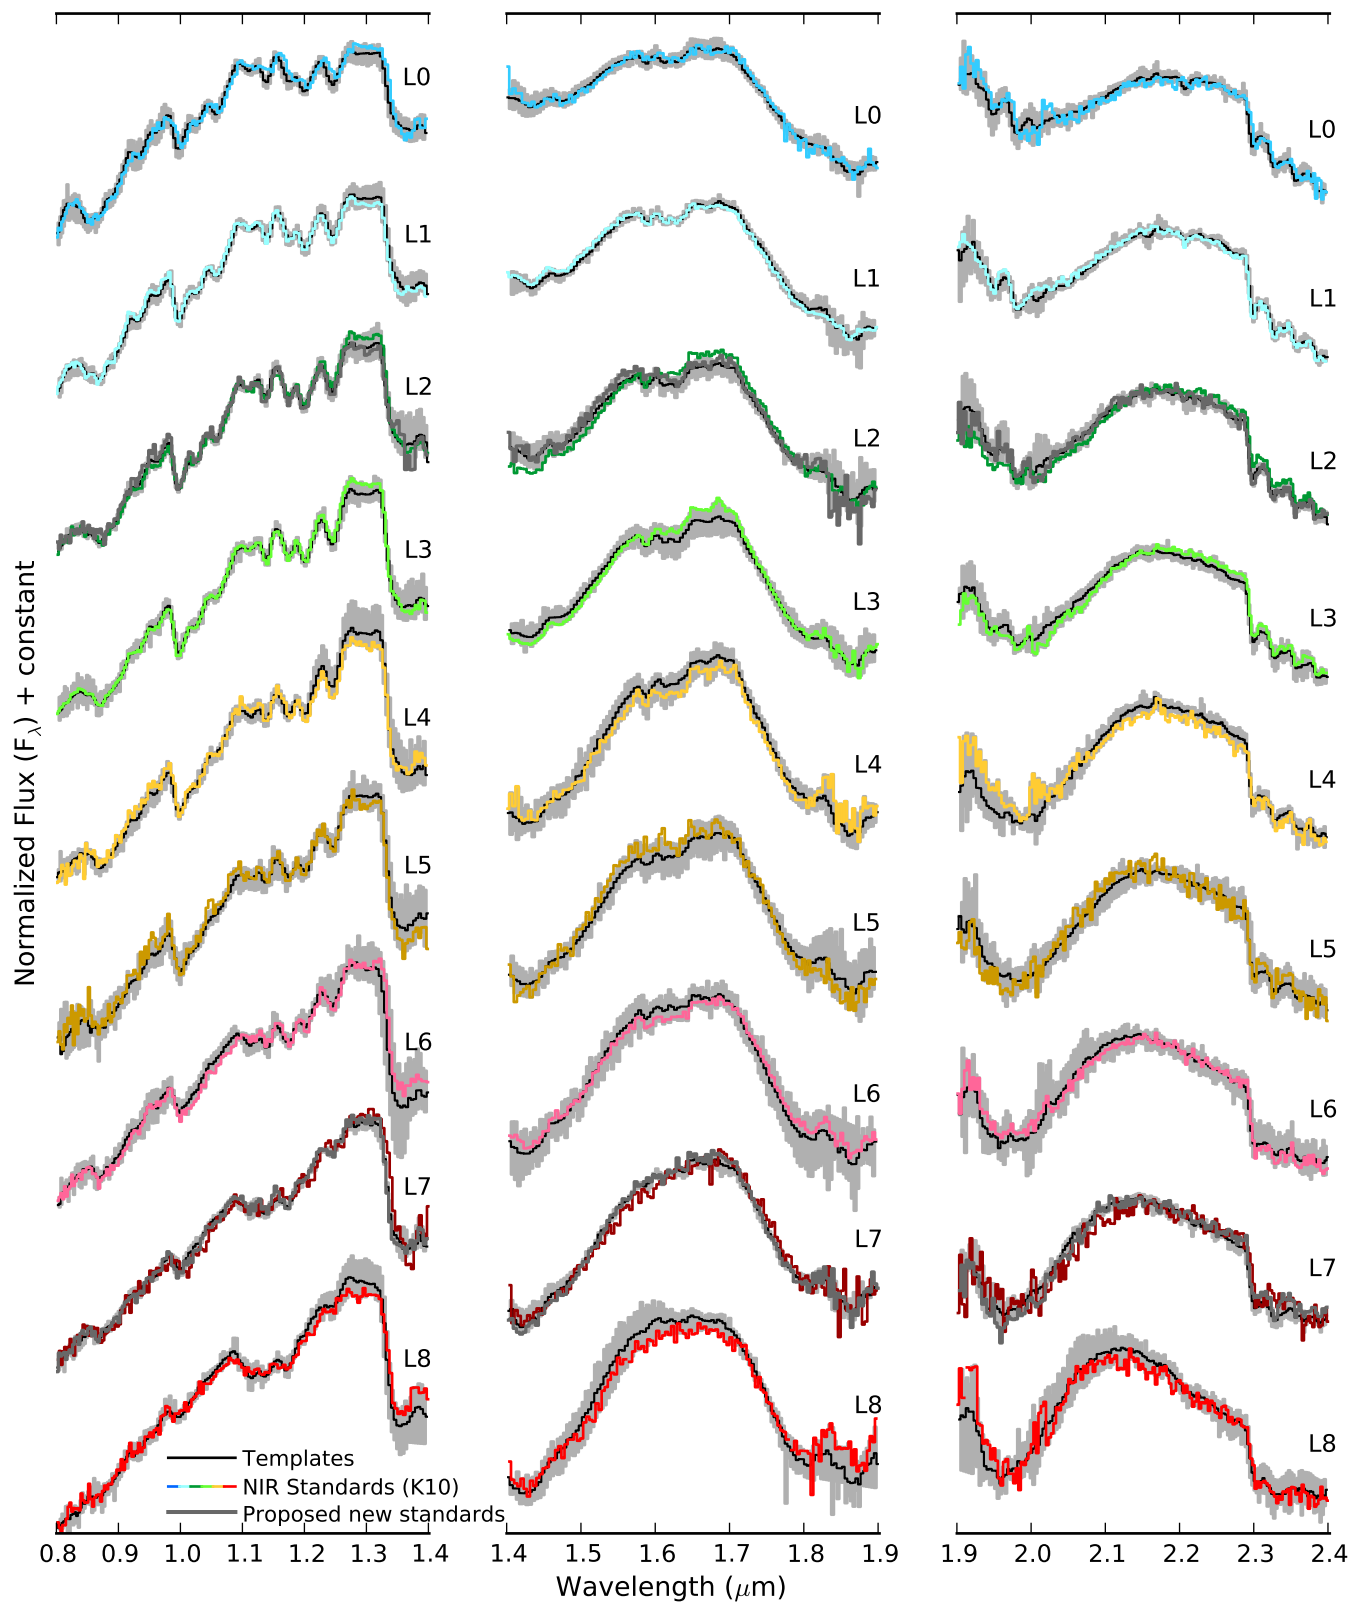 L0
L1
L2
L3
L4
L5
L6
L7
L8
L0
L1
L2
L3
L4
L5
L6
L7
L8
L0
L1
L2
L3
L4
L5
L6
L7
L8
Normalized Flux (Fλ) + constant
Templates
NIR Standards (K10)
Proposed new standards
0.8 0.9 1.0 1.1 1.2 1.3 1.4
1.4 1.5 1.6 1.7 1.8 1.9
1.9 2.0 2.1 2.2 2.3 2.4
Wavelength (μm)